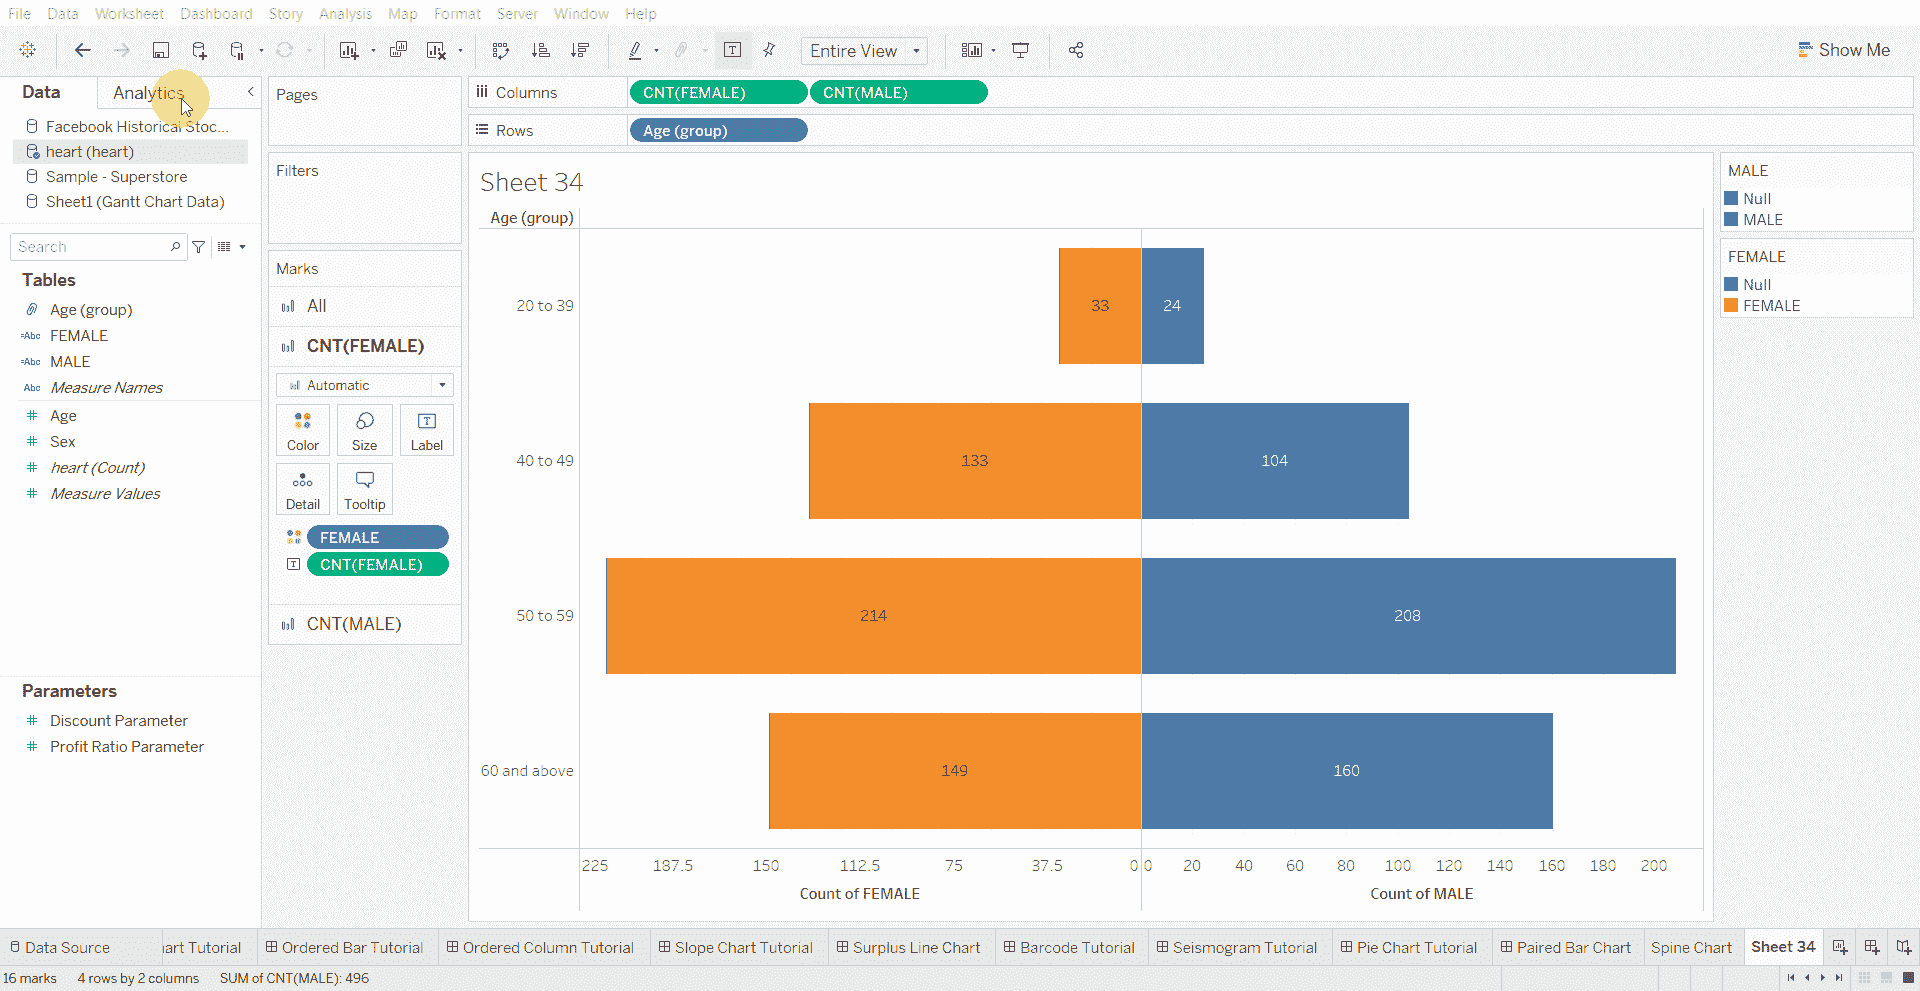 File Data Worksheet Dashboard Story Analysis Map Format Server Window Help
Entire View
Show Me
Data
Analytics
Facebook Historical Stoc...
heart (heart)
Sample - Superstore
Sheet1 (Gantt Chart Data)
Search
Tables
Age (group)
=Abc FEMALE
=Abc MALE
Abc Measure Names
# Age
# Sex
# heart (Count)
# Measure Values
Parameters
# Discount Parameter
# Profit Ratio Parameter
Pages
Filters
Marks
All
CNT(FEMALE)
Automatic
Color Size Label
Detail Tooltip
FEMALE
CNT(FEMALE)
CNT(MALE)
Columns CNT(FEMALE) CNT(MALE)
Rows Age (group)
Sheet 34
Age (group)
20 to 39 33 24
40 to 49 133 104
50 to 59 214 208
60 and above 149 160
225 187.5 150 112.5 75 37.5 0 0 20 40 60 80 100 120 140 160 180 200
Count of FEMALE Count of MALE
MALE
Null
MALE
FEMALE
Null
FEMALE
Data Source art Tutorial Ordered Bar Tutorial Ordered Column Tutorial Slope Chart Tutorial Surplus Line Chart Barcode Tutorial Seismogram Tutorial Pie Chart Tutorial Paired Bar Chart Spine Chart Sheet 34
16 marks 4 rows by 2 columns SUM of CNT(MALE): 496